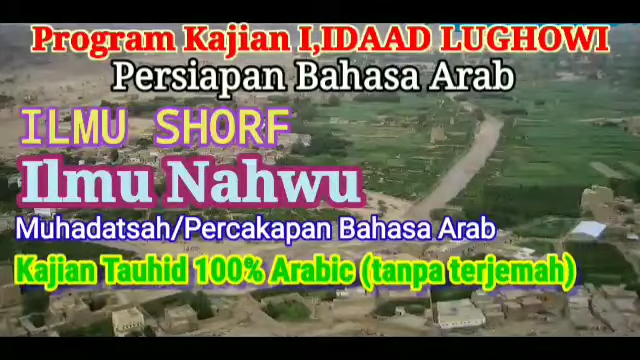 Program Kajian I,IDAAD LUGHOWI
Persiapan Bahasa Arab
ILMU SHORF
Ilmu Nahwu
Muhadatsah/Percakapan Bahasa Arab
Kajian Tauhid 100% Arabic (tanpa terjemah)